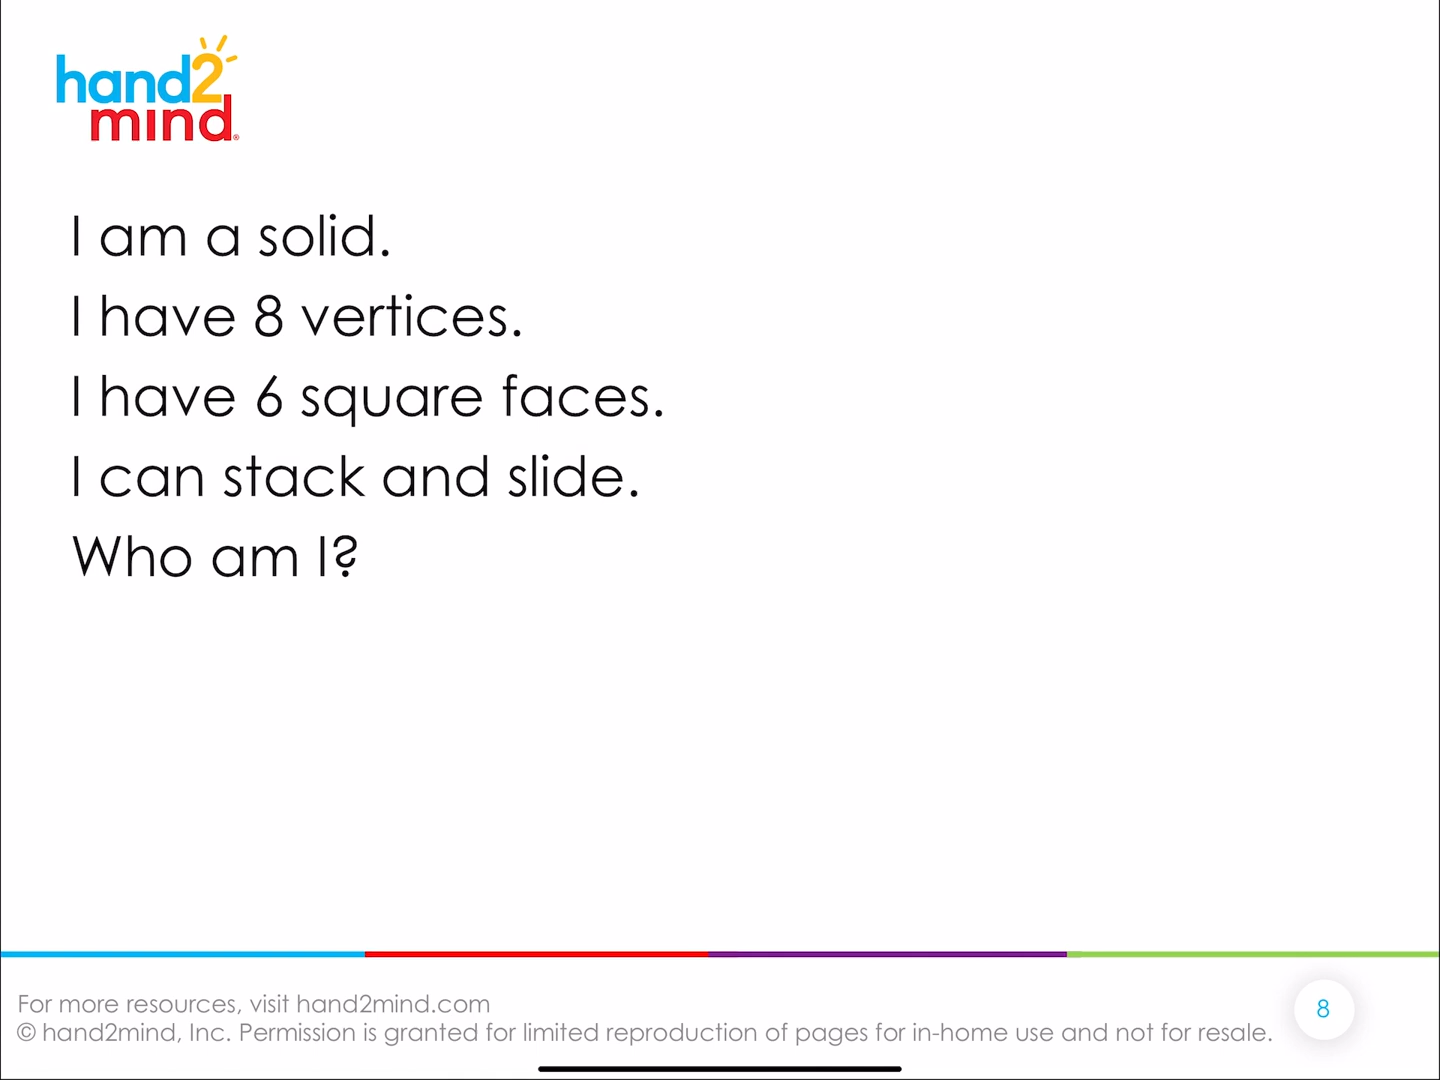 hand2
mind®
I am a solid.
I have 8 vertices.
I have 6 square faces.
I can stack and slide.
Who am I?
For more resources, visit hand2mind.com
© hand2mind, Inc. Permission is granted for limited reproduction of pages for in-home use and not for resale.
8